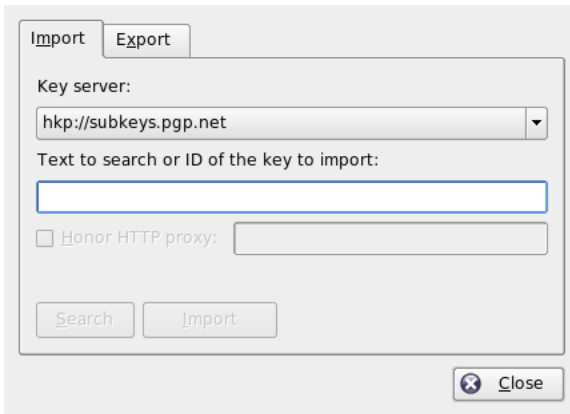 Import Export
Key server:
hkp://subkeys.pgp.net
Text to search or ID of the key to import:
Honor HTTP proxy:
Search Import
Close